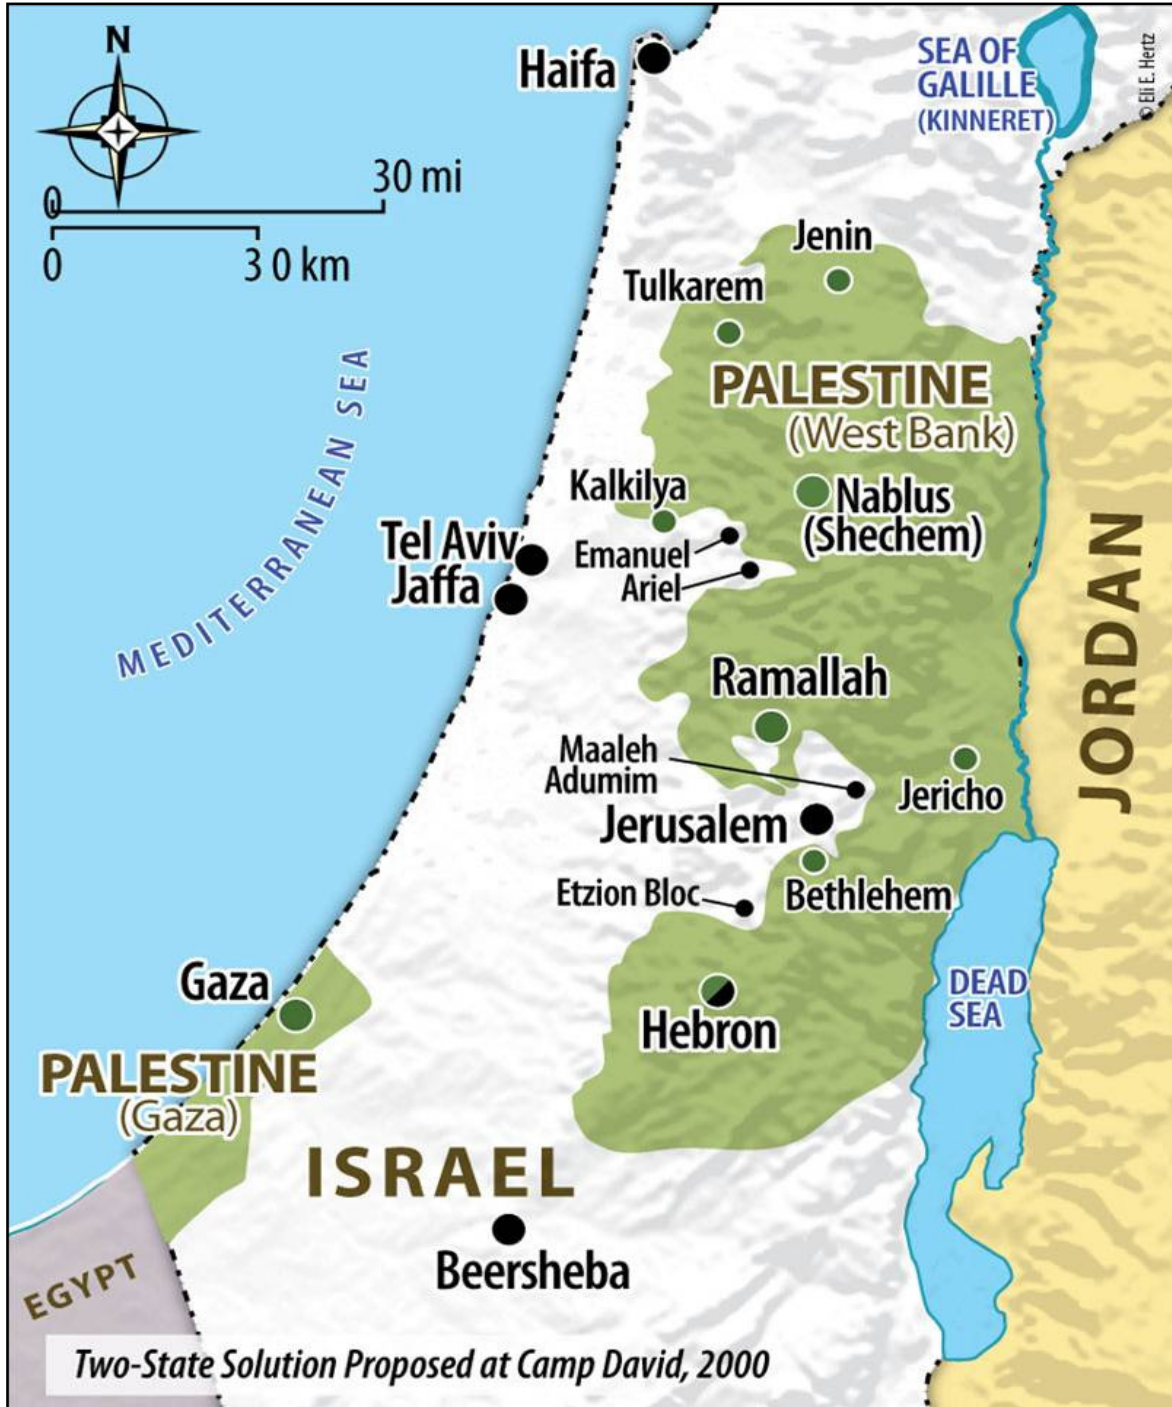 N
Haifa
SEA OF
GALILLE
(KINNERET)
© Eli E. Hertz
0
30 mi
0
3 0 km
Jenin
Tulkarem
PALESTINE
(West Bank)
MEDITERRANEAN SEA
Kalkilya
Nablus
(Shechem)
Tel Aviv
Jaffa
Emanuel
Ariel
JORDAN
Ramallah
Maaleh
Adumim
Jericho
Jerusalem
Etzion Bloc
Bethlehem
Gaza
DEAD
SEA
Hebron
PALESTINE
(Gaza)
ISRAEL
Beersheba
EGYPT
Two-State Solution Proposed at Camp David, 2000